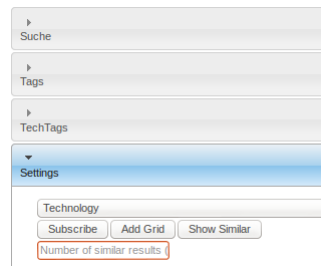 Suche
Tags
TechTags
Settings
Technology
Subscribe Add Grid Show Similar
Number of similar results (